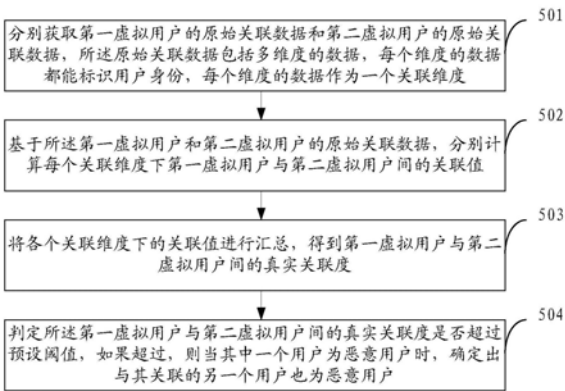 501
分别获取第一虚拟用户的原始关联数据和第二虚拟用户的原始关
联数据，所述原始关联数据包括多维度的数据，每个维度的数据
都能标识用户身份，每个维度的数据作为一个关联维度
502
基于所述第一虚拟用户和第二虚拟用户的原始关联数据，分别计
算每个关联维度下第一虚拟用户与第二虚拟用户间的关联值
503
将各个关联维度下的关联值进行汇总，得到第一虚拟用户与第二
虚拟用户间的真实关联度
504
判定所述第一虚拟用户与第二虚拟用户间的真实关联度是否超过
预设阈值，如果超过，则当其中一个用户为恶意用户时，确定出
与其关联的另一个用户也为恶意用户